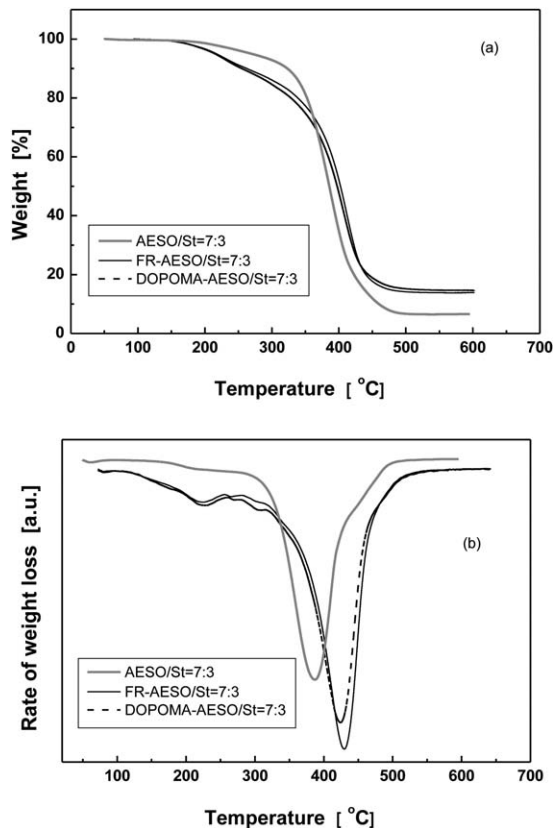 (a)
100
80
60
40
20
0
Weight [%]
AESO/St=7:3
FR-AESO/St=7:3
DOPOMA-AESO/St=7:3
0 100 200 300 400 500 600 700
Temperature [ °C]
(b)
Rate of weight loss [a.u.]
AESO/St=7:3
FR-AESO/St=7:3
DOPOMA-AESO/St=7:3
100 200 300 400 500 600 700
Temperature [ °C]